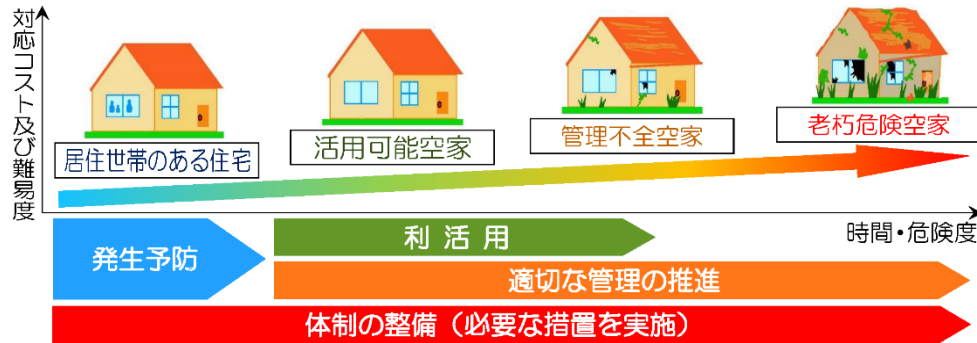 対応コスト及び難易度
居住世帯のある住宅
活用可能空家
管理不全空家
老朽危険空家
時間・危険度
発生予防
利活用
適切な管理の推進
体制の整備（必要な措置を実施）